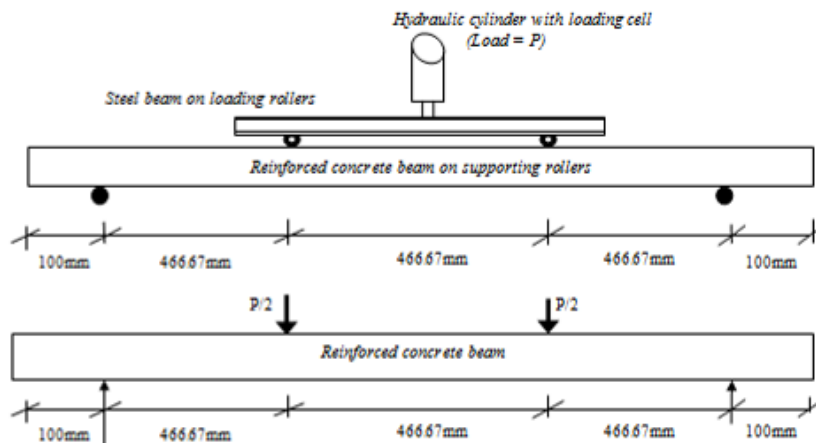 Hydraulic cylinder with loading cell
(Load = P)
Steel beam on loading rollers
Reinforced concrete beam on supporting rollers
100mm 466.67mm 466.67mm 466.67mm 100mm
P/2 P/2
Reinforced concrete beam
100mm 466.67mm 466.67mm 466.67mm 100mm